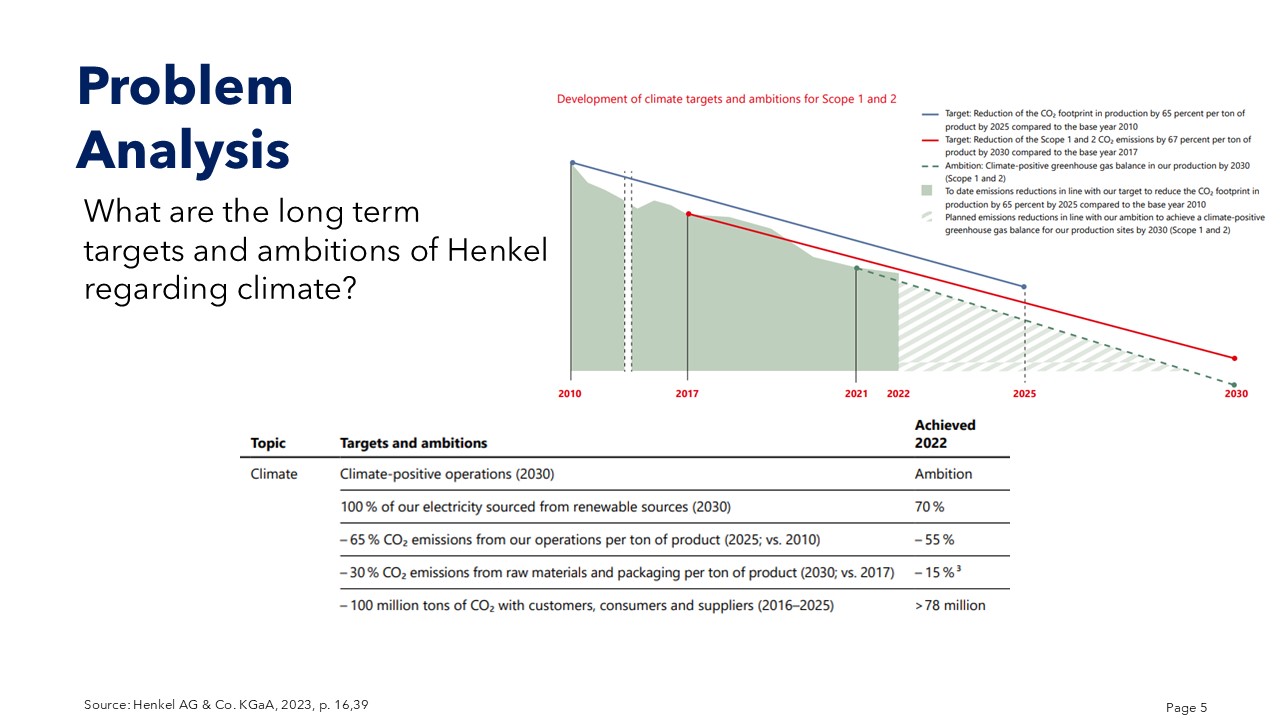 Problem
Analysis
What are the long term
targets and ambitions of Henkel
regarding climate?
Development of climate targets and ambitions for Scope 1 and 2
Target: Reduction of the CO₂ footprint in production by 65 percent per ton of
product by 2025 compared to the base year 2010
Target: Reduction of the Scope 1 and 2 CO₂ emissions by 67 percent per ton of
product by 2030 compared to the base year 2017
Ambition: Climate-positive greenhouse gas balance in our production by 2030
(Scope 1 and 2)
To date emissions reductions in line with our target to reduce the CO₂ footprint in
production by 65 percent by 2025 compared to the base year 2010
Planned emissions reductions in line with our ambition to achieve a climate-positive
greenhouse gas balance for our production sites by 2030 (Scope 1 and 2)
2010 2017 2021 2022 2025 2030
Topic Targets and ambitions Achieved
2022
Climate Climate-positive operations (2030) Ambition
100 % of our electricity sourced from renewable sources (2030) 70 %
– 65 % CO₂ emissions from our operations per ton of product (2025; vs. 2010) – 55 %
– 30 % CO₂ emissions from raw materials and packaging per ton of product (2030; vs. 2017) – 15 % ³
– 100 million tons of CO₂ with customers, consumers and suppliers (2016–2025) > 78 million
Source: Henkel AG & Co. KGaA, 2023, p. 16,39
Page 5